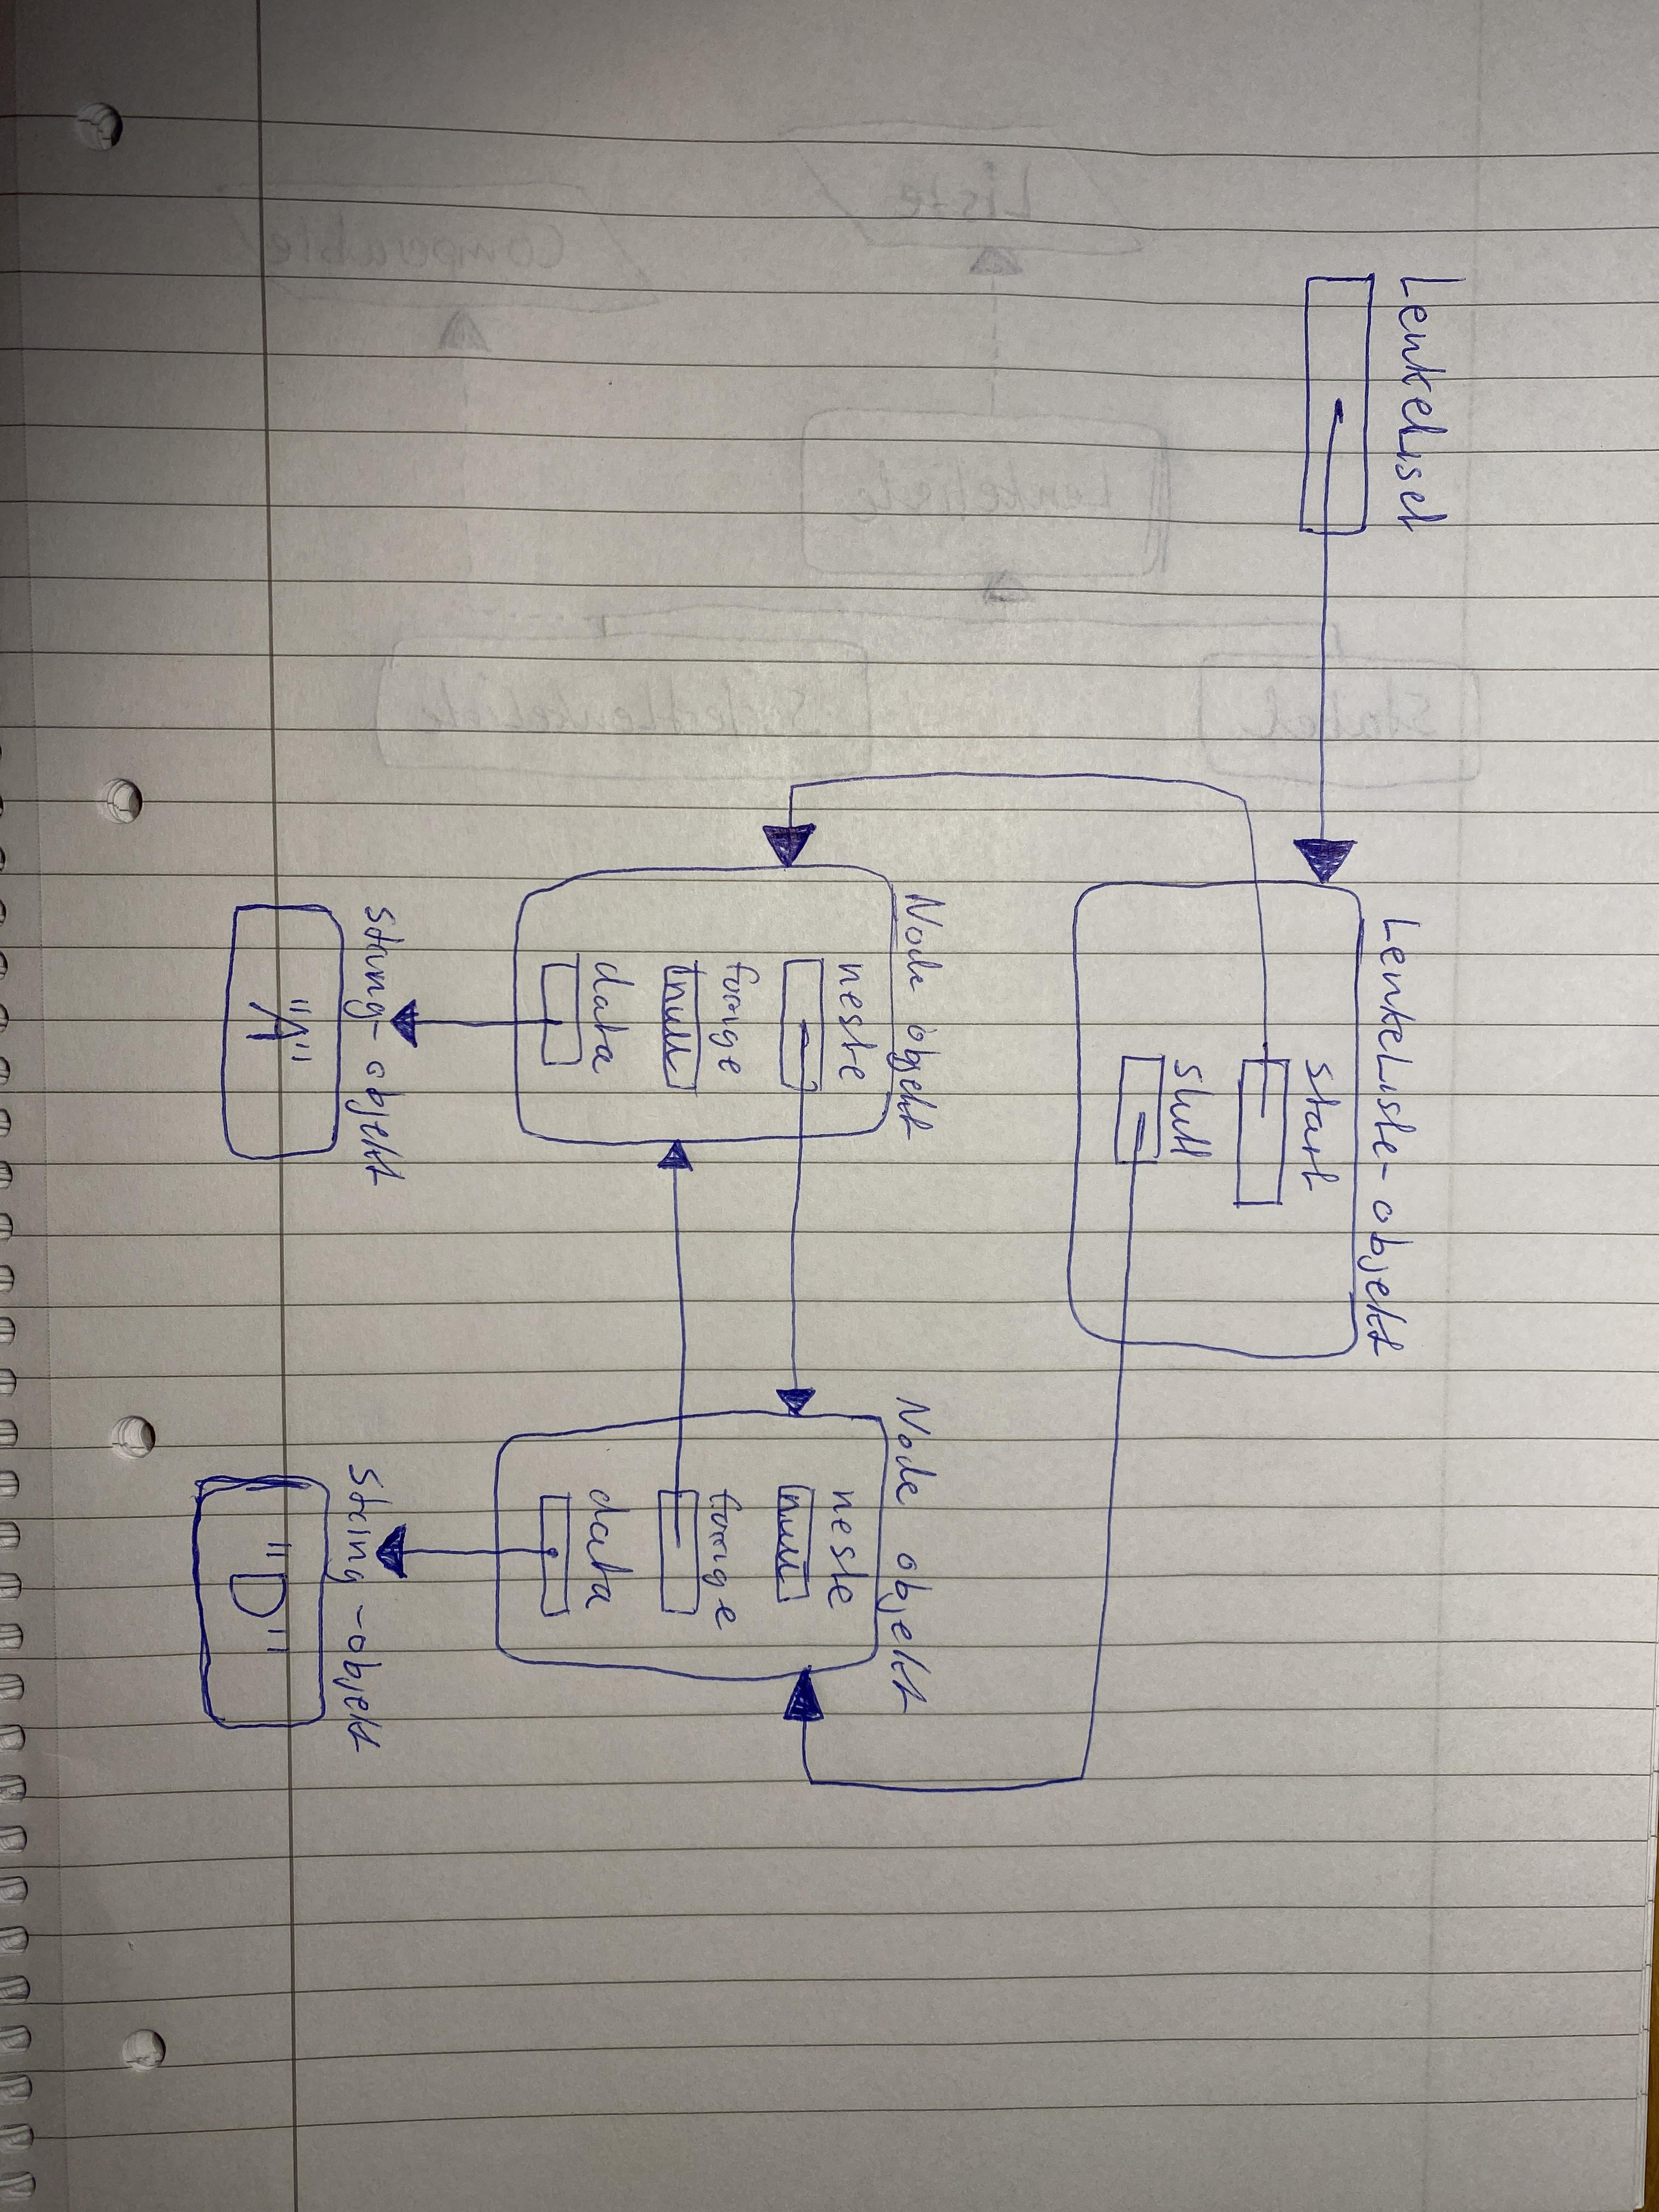 LenkeLiset
LenkeListe-objekt
start
slutt
Node objekt
neste
forrige
null
data
String-objekt
"A"
Node objekt
neste
null
forrige
data
String-objekt
"D"